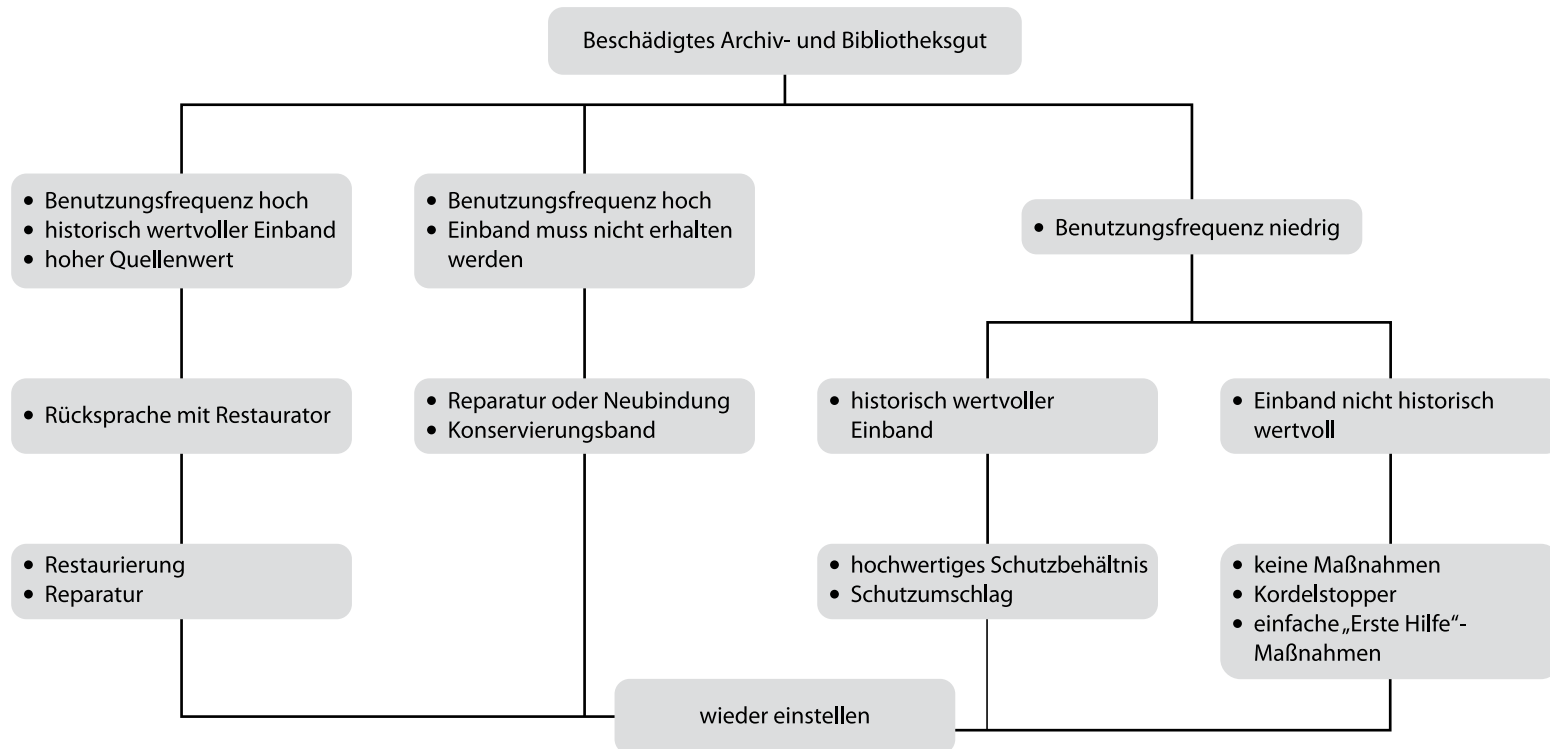 Beschädigtes Archiv- und Bibliotheksgut
• Benutzungsfrequenz hoch
• historisch wertvoller Einband
• hoher Quellenwert
• Benutzungsfrequenz hoch
• Einband muss nicht erhalten
werden
• Benutzungsfrequenz niedrig
• Rücksprache mit Restaurator
• Reparatur oder Neubindung
• Konservierungsband
• historisch wertvoller
Einband
• Einband nicht historisch
wertvoll
• Restaurierung
• Reparatur
• hochwertiges Schutzbehältnis
• Schutzumschlag
• keine Maßnahmen
• Kordelstopper
• einfache „Erste Hilfe“-
Maßnahmen
wieder einstellen